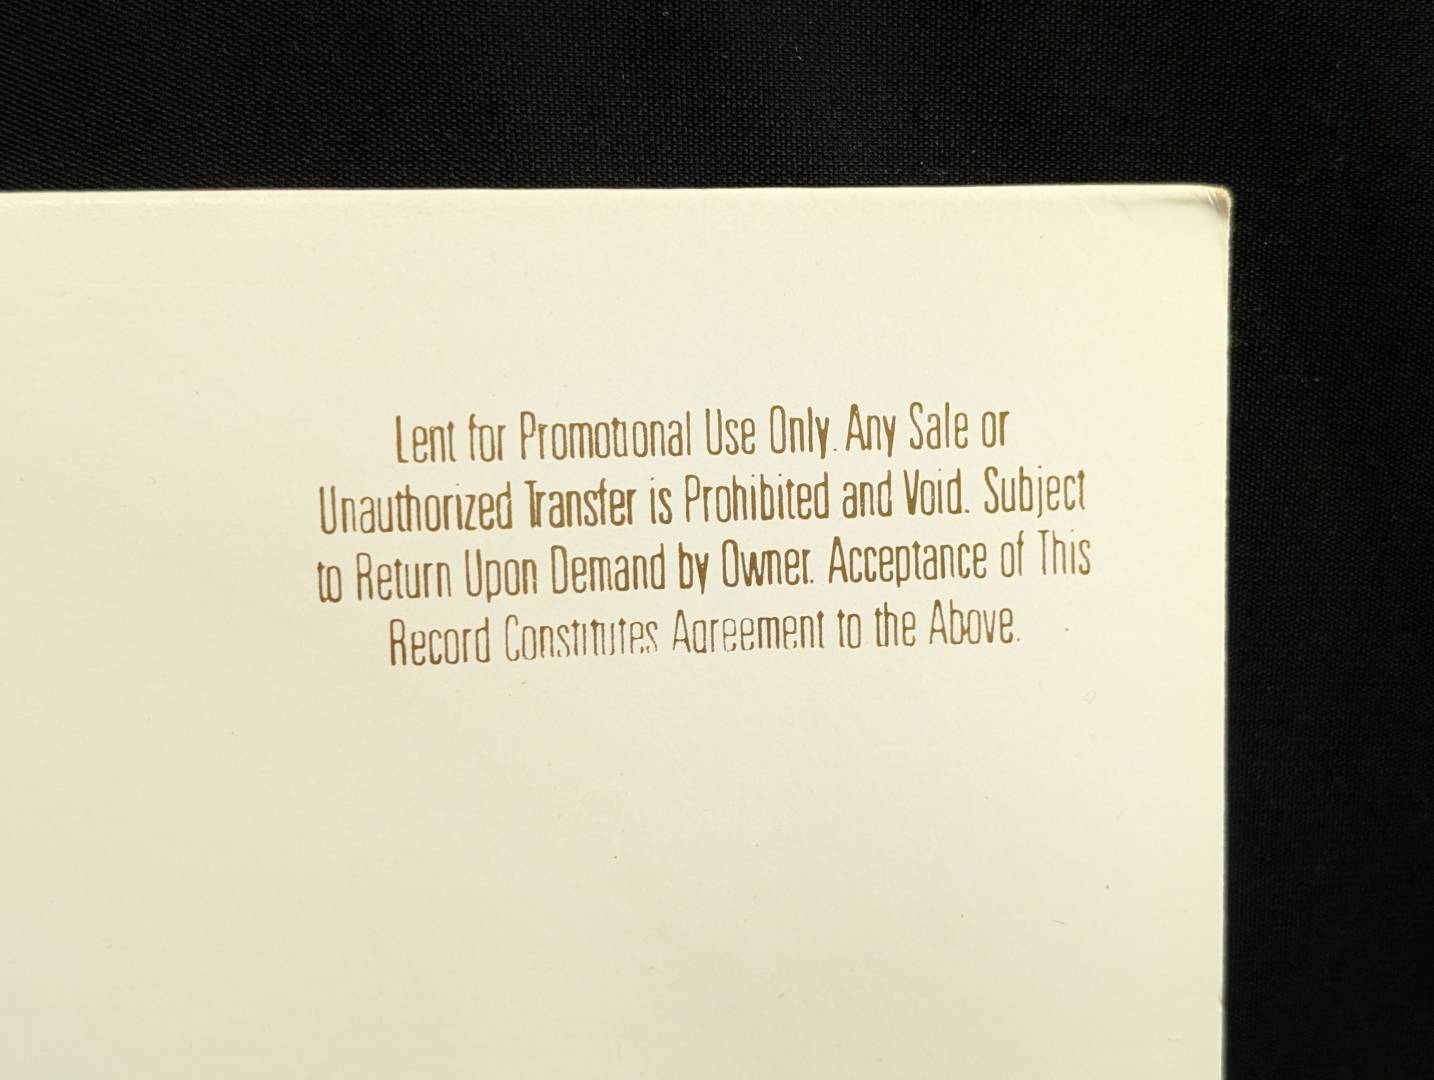 Lent for Promotional Use Only. Any Sale or
Unauthorized Transfer is Prohibited and Void. Subject
to Return Upon Demand by Owner. Acceptance of This
Record Constitutes Agreement to the Above.